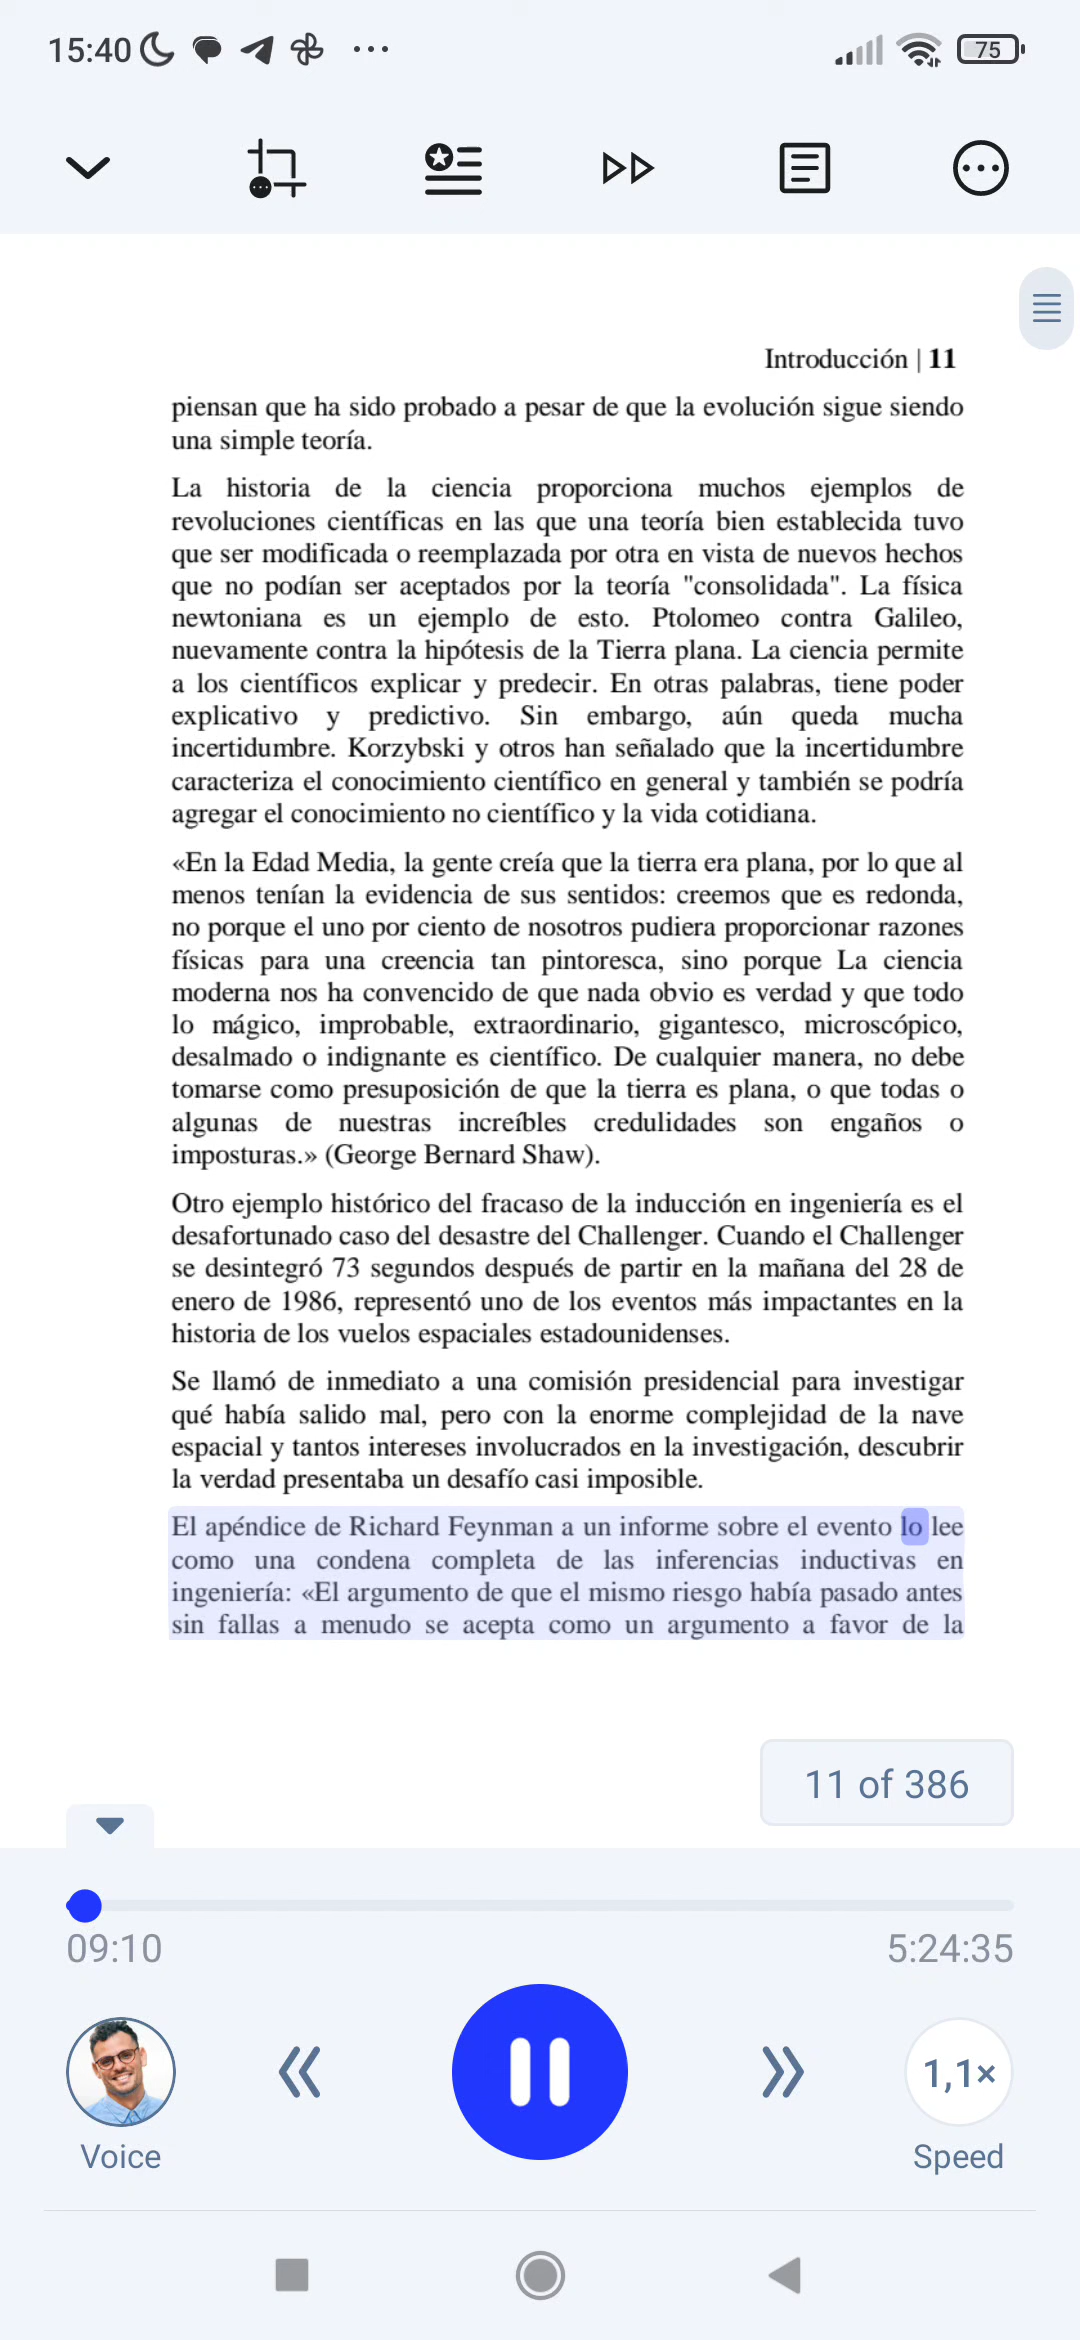 15:40
75
Introducción | 11
piensan que ha sido probado a pesar de que la evolución sigue siendo
una simple teoría.
La historia de la ciencia proporciona muchos ejemplos de
revoluciones científicas en las que una teoría bien establecida tuvo
que ser modificada o reemplazada por otra en vista de nuevos hechos
que no podían ser aceptados por la teoría "consolidada". La física
newtoniana es un ejemplo de esto. Ptolomeo contra Galileo,
nuevamente contra la hipótesis de la Tierra plana. La ciencia permite
a los científicos explicar y predecir. En otras palabras, tiene poder
explicativo y predictivo. Sin embargo, aún queda mucha
incertidumbre. Korzybski y otros han señalado que la incertidumbre
caracteriza el conocimiento científico en general y también se podría
agregar el conocimiento no científico y la vida cotidiana.
«En la Edad Media, la gente creía que la tierra era plana, por lo que al
menos tenían la evidencia de sus sentidos: creemos que es redonda,
no porque el uno por ciento de nosotros pudiera proporcionar razones
físicas para una creencia tan pintoresca, sino porque La ciencia
moderna nos ha convencido de que nada obvio es verdad y que todo
lo mágico, improbable, extraordinario, gigantesco, microscópico,
desalmado o indignante es científico. De cualquier manera, no debe
tomarse como presuposición de que la tierra es plana, o que todas o
algunas de nuestras increíbles credulidades son engaños o
imposturas.» (George Bernard Shaw).
Otro ejemplo histórico del fracaso de la inducción en ingeniería es el
desafortunado caso del desastre del Challenger. Cuando el Challenger
se desintegró 73 segundos después de partir en la mañana del 28 de
enero de 1986, representó uno de los eventos más impactantes en la
historia de los vuelos espaciales estadounidenses.
Se llamó de inmediato a una comisión presidencial para investigar
qué había salido mal, pero con la enorme complejidad de la nave
espacial y tantos intereses involucrados en la investigación, descubrir
la verdad presentaba un desafío casi imposible.
El apéndice de Richard Feynman a un informe sobre el evento lo lee
como una condena completa de las inferencias inductivas en
ingeniería: «El argumento de que el mismo riesgo había pasado antes
sin fallas a menudo se acepta como un argumento a favor de la
11 of 386
09:10
5:24:35
1,1×
Voice
Speed